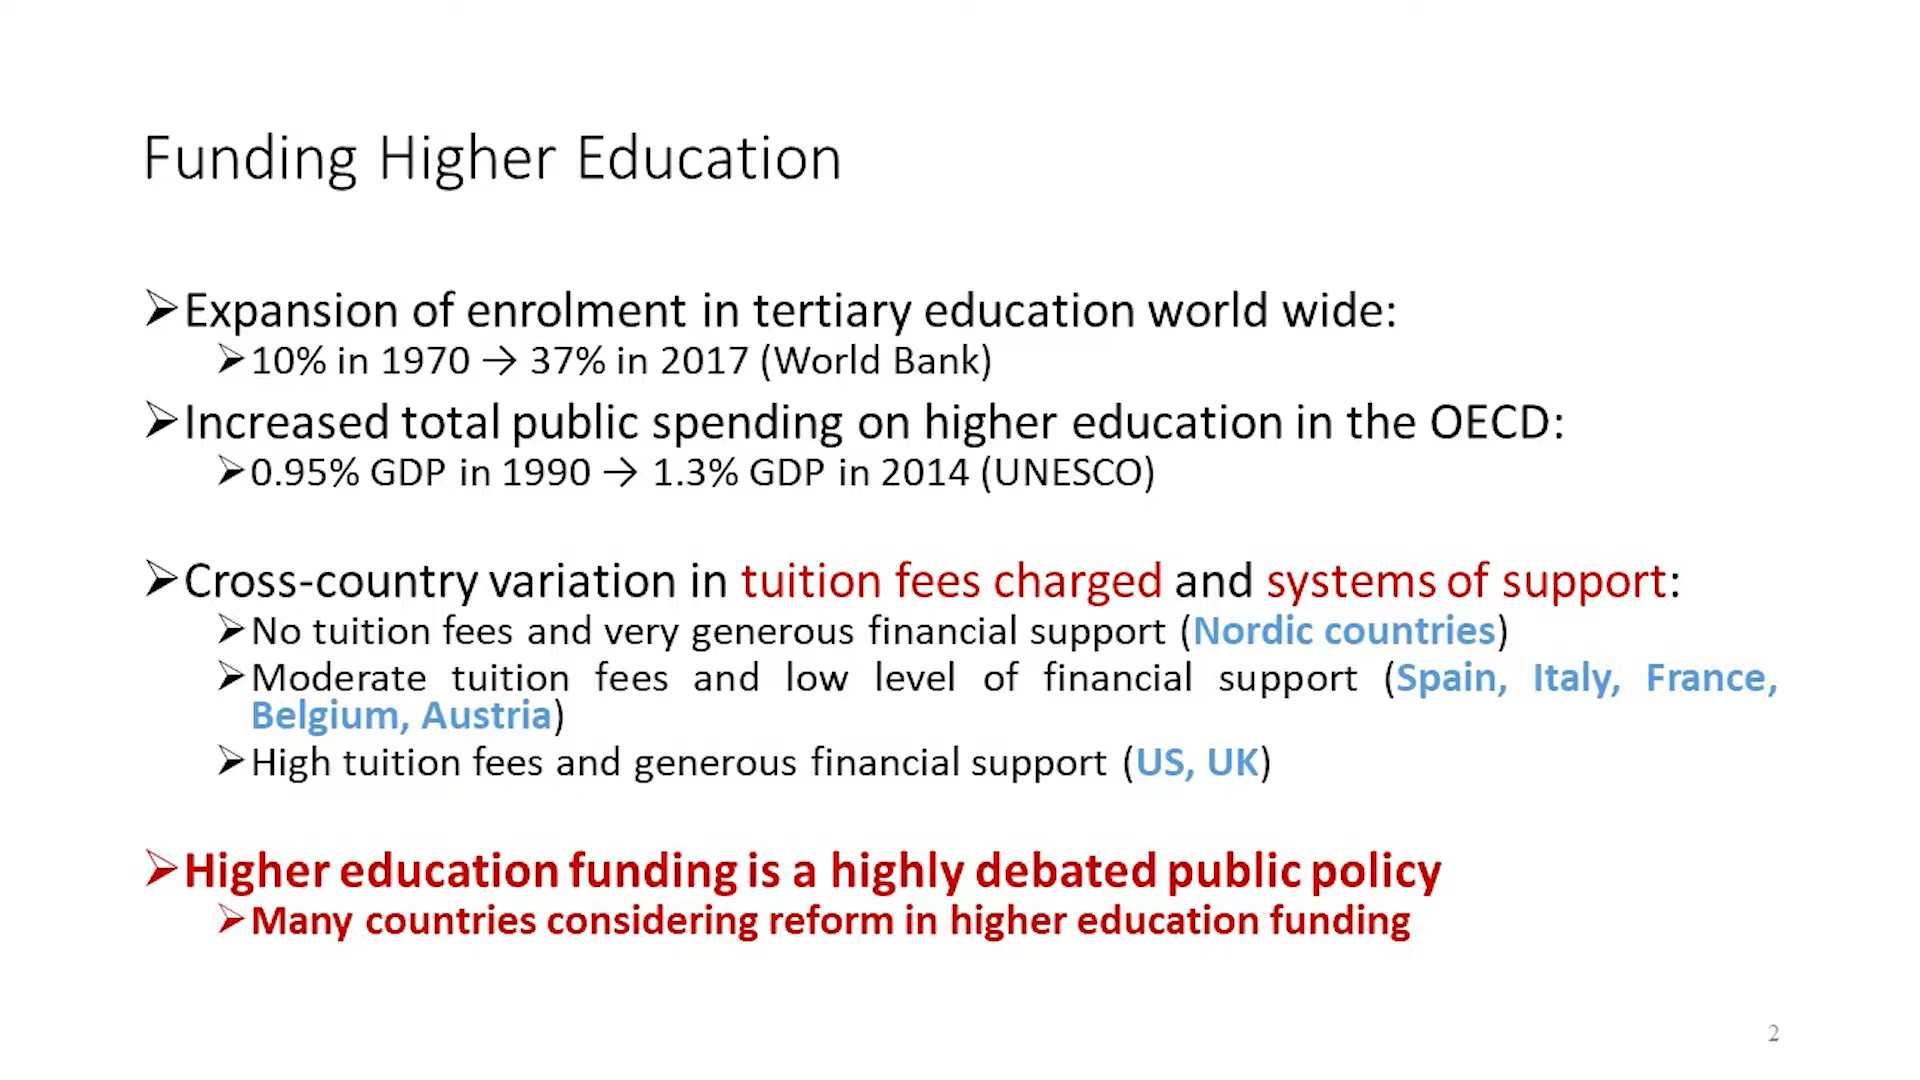 Funding Higher Education
➢Expansion of enrolment in tertiary education world wide:
➢10% in 1970 → 37% in 2017 (World Bank)
➢Increased total public spending on higher education in the OECD:
➢0.95% GDP in 1990 → 1.3% GDP in 2014 (UNESCO)
➢Cross-country variation in tuition fees charged and systems of support:
➢No tuition fees and very generous financial support (Nordic countries)
➢Moderate tuition fees and low level of financial support (Spain, Italy, France,
Belgium, Austria)
➢High tuition fees and generous financial support (US, UK)
➢Higher education funding is a highly debated public policy
➢Many countries considering reform in higher education funding
2